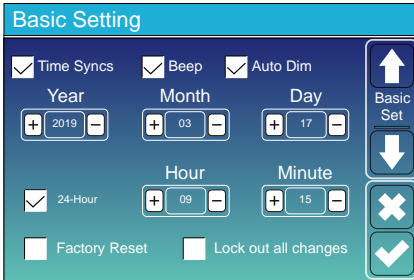 Basic Setting
Time Syncs Beep Auto Dim
Year Month Day
+ 2019 − + 03 − + 17 −
Basic
Set
Hour Minute
24-Hour + 09 − + 15 −
Factory Reset Lock out all changes